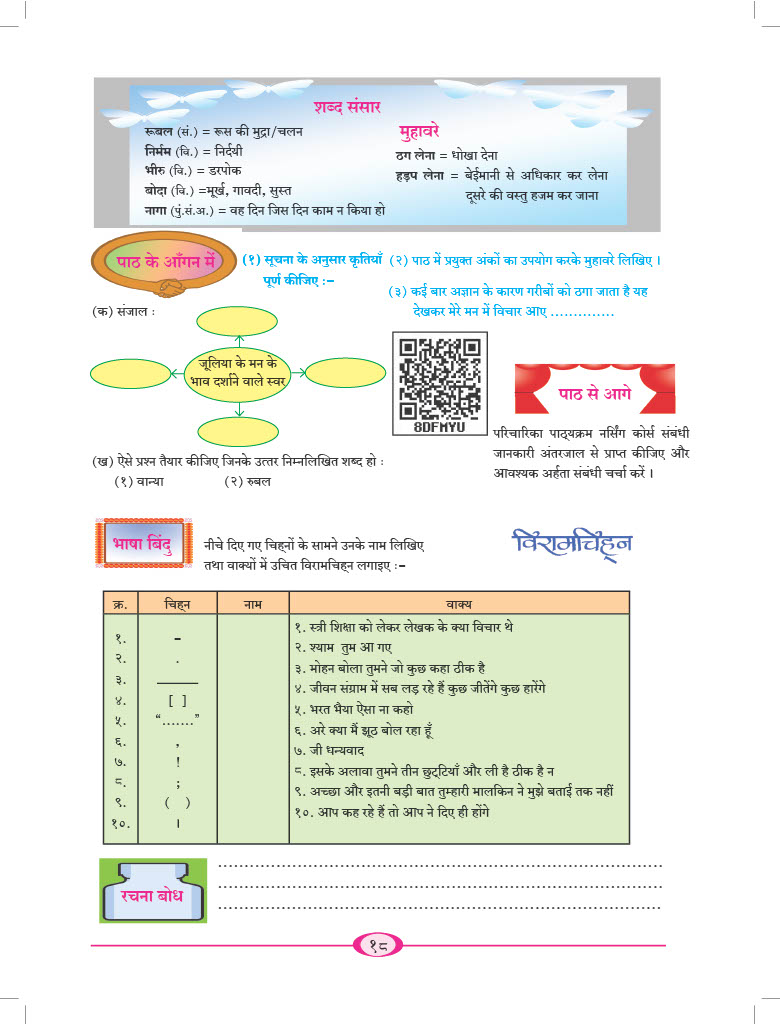 शब्द संसार
रूबल (सं.) = रूस की मुद्रा/चलन
निर्मम (वि.) = निर्दयी
भीरु (वि.) = डरपोक
बोदा (वि.) =मूर्ख, गावदी, सुस्त
नागा (पुं.सं.अ.) = वह दिन जिस दिन काम न किया हो
मुहावरे
ठग लेना = धोखा देना
हड़प लेना = बेईमानी से अधिकार कर लेना
दूसरे की वस्तु हजम कर जाना
पाठ के आँगन में
(१) सूचना के अनुसार कृतियाँ
पूर्ण कीजिए :–
(क) संजाल :
जूलिया के मन के
भाव दर्शाने वाले स्वर
(ख) ऐसे प्रश्न तैयार कीजिए जिनके उत्तर निम्नलिखित शब्द हो :
(१) वान्या (२) रुबल
(२) पाठ में प्रयुक्त अंकों का उपयोग करके मुहावरे लिखिए ।
(३) कई बार अज्ञान के कारण गरीबों को ठगा जाता है यह
देखकर मेरे मन में विचार आए ..............
8DFMYU
पाठ से आगे
परिचारिका पाठ्यक्रम नर्सिंग कोर्स संबंधी
जानकारी अंतरजाल से प्राप्त कीजिए और
आवश्यक अर्हता संबंधी चर्चा करें ।
भाषा बिंदु
नीचे दिए गए चिह्नों के सामने उनके नाम लिखिए
तथा वाक्यों में उचित विरामचिह्न लगाइए :–
विरामचिह्न
क्र. चिह्न नाम वाक्य
१. –
२. .
३. ———
४. [ ]
५. “.......”
६. ,
७. !
८. ;
९. ( )
१०. ।
१. स्त्री शिक्षा को लेकर लेखक के क्या विचार थे
२. श्याम तुम आ गए
३. मोहन बोला तुमने जो कुछ कहा ठीक है
४. जीवन संग्राम में सब लड़ रहे हैं कुछ जीतेंगे कुछ हारेंगे
५. भरत भैया ऐसा ना कहो
६. अरे क्या मैं झूठ बोल रहा हूँ
७. जी धन्यवाद
८. इसके अलावा तुमने तीन छुट्टियाँ और ली है ठीक है न
९. अच्छा और इतनी बड़ी बात तुम्हारी मालकिन ने मुझे बताई तक नहीं
१०. आप कह रहे हैं तो आप ने दिए ही होंगे
रचना बोध
१८